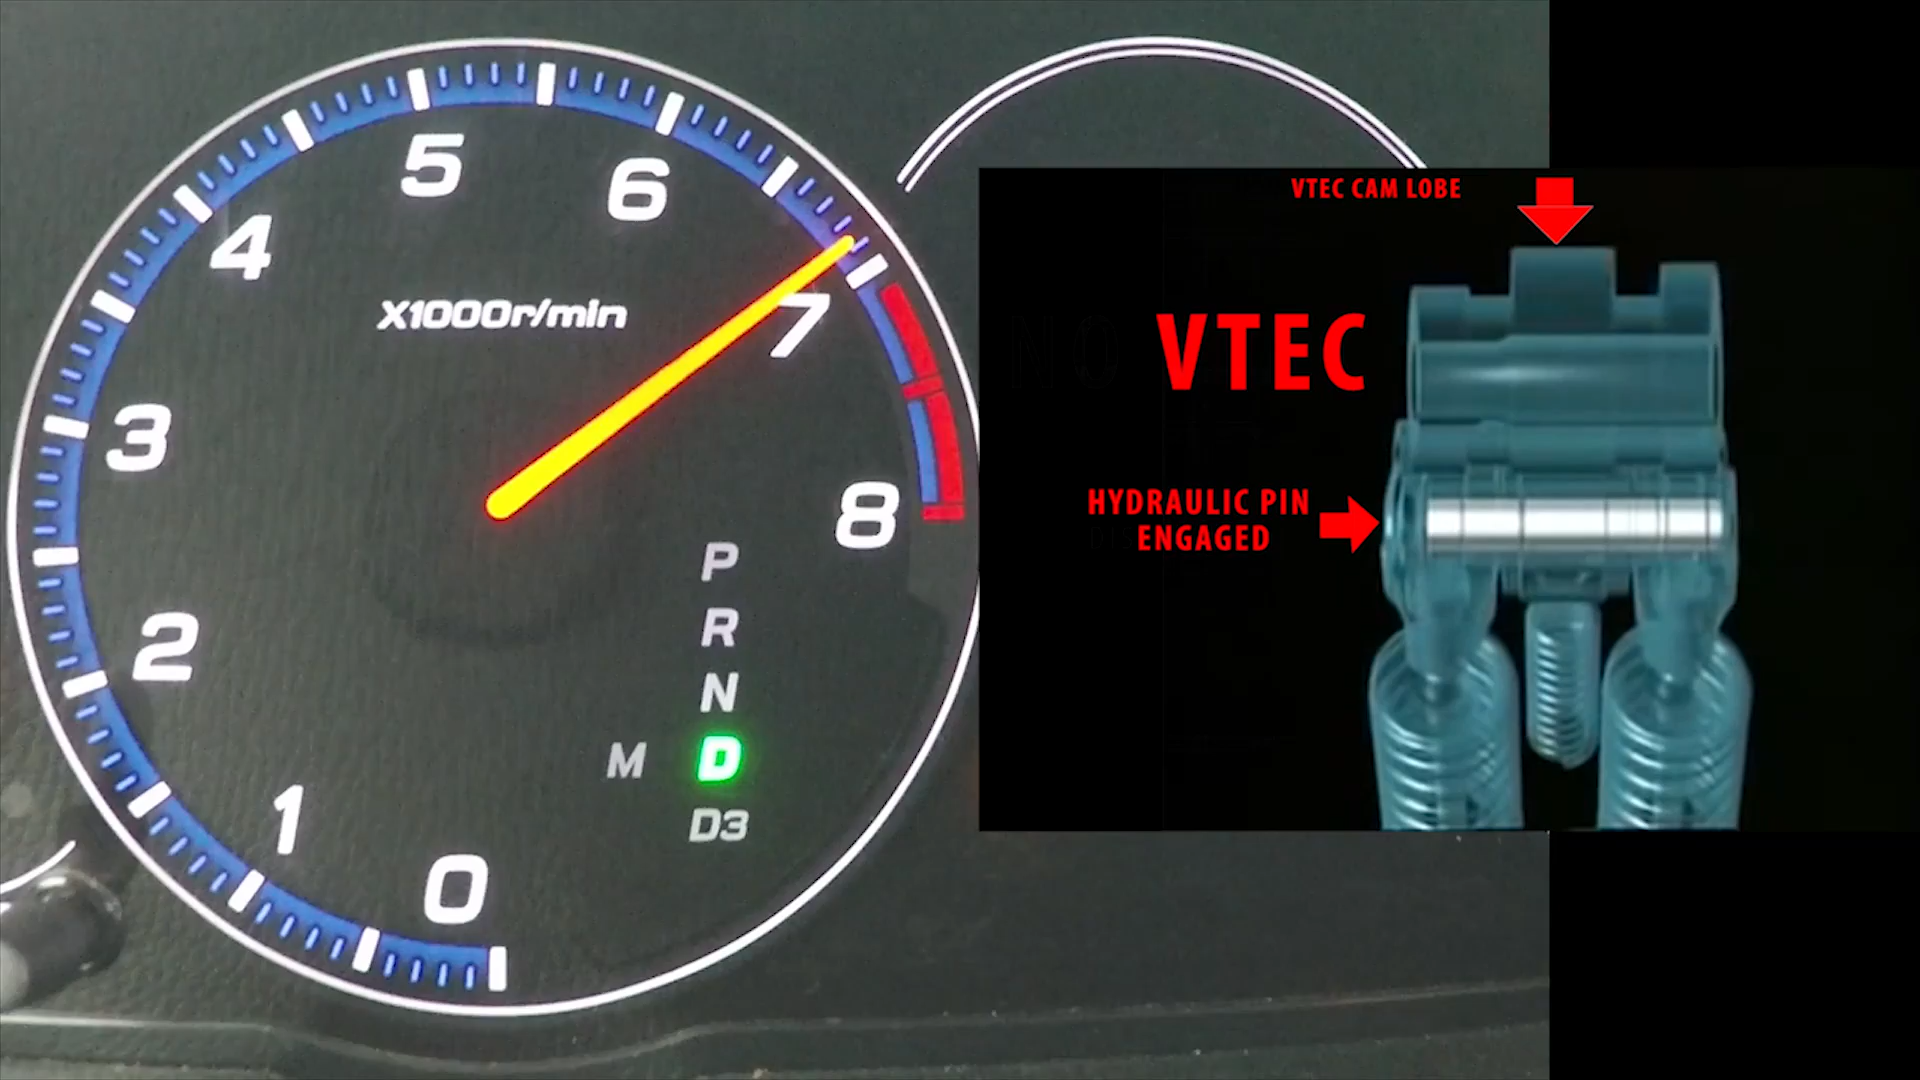 5
6
4
7
X1000r/min
3
8
2
1
0
P
R
N
M D
D3
VTEC CAM LOBE
NO VTEC
HYDRAULIC PIN
ENGAGED